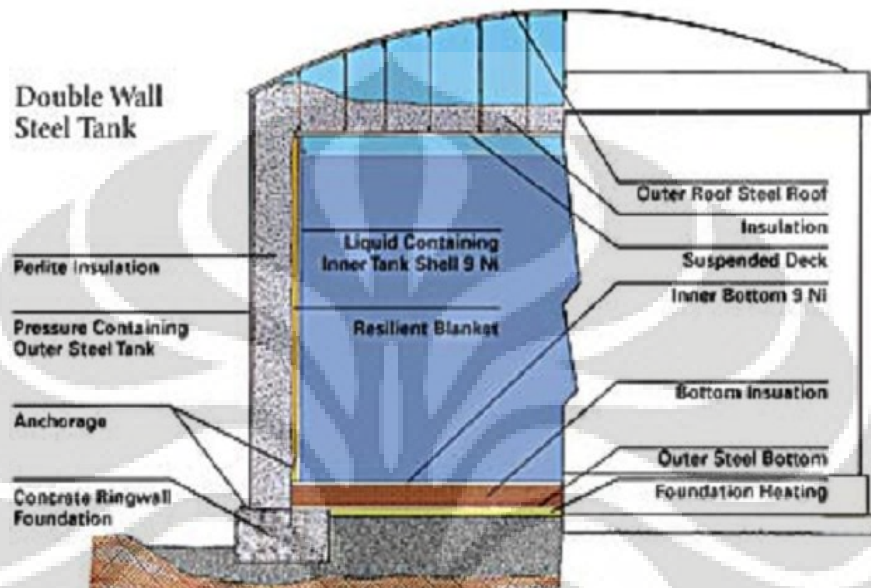 Double Wall
Steel Tank
Outer Roof Steel Roof
Insulation
Suspended Deck
Inner Bottom 9 Ni
Liquid Containing
Inner Tank Shell 9 Ni
Perlite Insulation
Resilient Blanket
Pressure Containing
Outer Steel Tank
Bottom Insuation
Anchorage
Outer Steel Bottom
Foundation Heating
Concrete Ringwall
Foundation